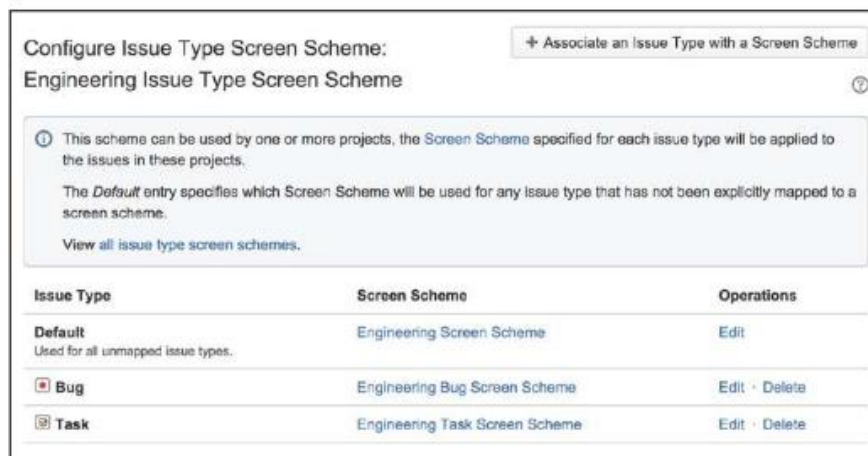 Configure Issue Type Screen Scheme:
+ Associate an Issue Type with a Screen Scheme
Engineering Issue Type Screen Scheme
?
This scheme can be used by one or more projects, the Screen Scheme specified for each issue type will be applied to
the issues in these projects.
The Default entry specifies which Screen Scheme will be used for any issue type that has not been explicitly mapped to a
screen scheme.
View all issue type screen schemes.
Issue Type Screen Scheme Operations
Default Engineering Screen Scheme Edit
Used for all unmapped issue types.
Bug Engineering Bug Screen Scheme Edit · Delete
Task Engineering Task Screen Scheme Edit · Delete